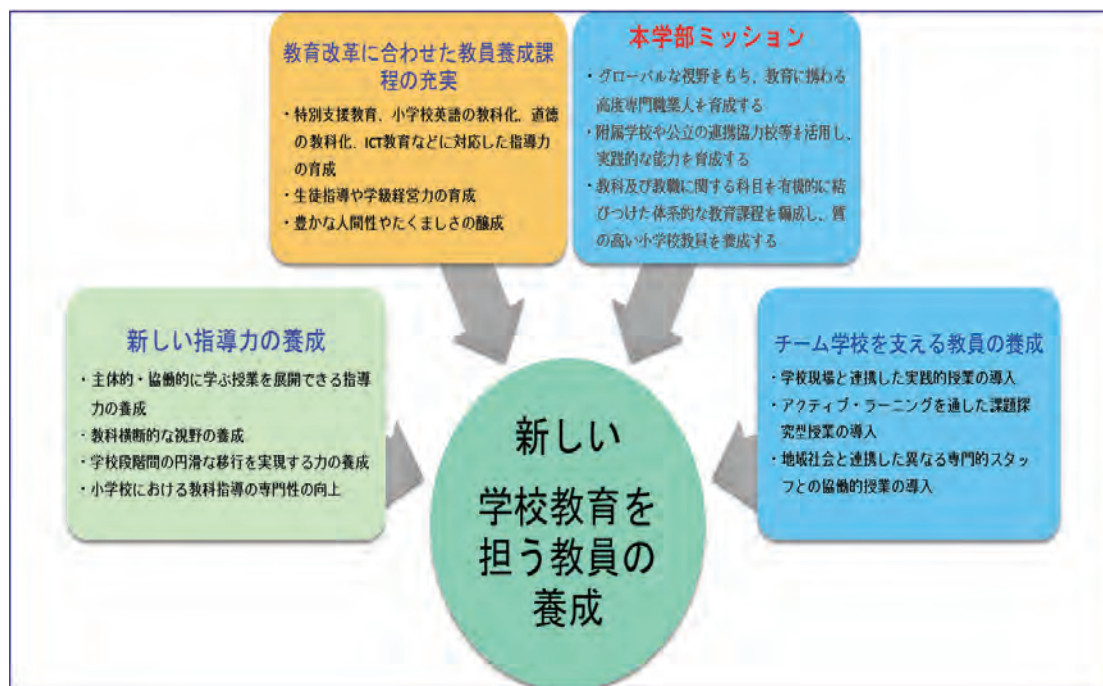 教育改革に合わせた教員養成課
程の充実
・特別支援教育、小学校英語の教科化、道徳
の教科化、ICT教育などに対応した指導力
の育成
・生徒指導や学級経営力の育成
・豊かな人間性やたくましさの醸成
本学部ミッション
・グローバルな視野をもち、教育に携わる
高度専門職業人を育成する
・附属学校や公立の連携協力校等を活用し、
実践的な能力を育成する
・教科及び教職に関する科目を有機的に結
びつけた体系的な教育課程を編成し、質
の高い小学校教員を養成する
新しい指導力の養成
・主体的・協働的に学ぶ授業を展開できる指導
力の養成
・教科横断的な視野の養成
・学校段階間の円滑な移行を実現する力の養成
・小学校における教科指導の専門性の向上
チーム学校を支える教員の養成
・学校現場と連携した実践的授業の導入
・アクティブ・ラーニングを通した課題探
究型授業の導入
・地域社会と連携した異なる専門的スタッ
フとの協働的授業の導入
新しい
学校教育を
担う教員の
養成